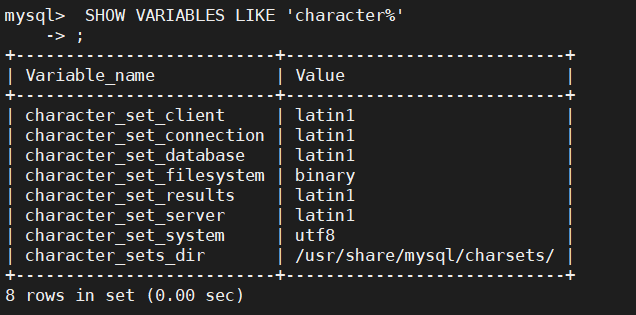 mysql>  SHOW VARIABLES LIKE 'character%'
    -> ;
+--------------------------+----------------------------+
| Variable_name            | Value                      |
+--------------------------+----------------------------+
| character_set_client     | latin1                     |
| character_set_connection | latin1                     |
| character_set_database   | latin1                     |
| character_set_filesystem | binary                     |
| character_set_results    | latin1                     |
| character_set_server     | latin1                     |
| character_set_system     | utf8                       |
| character_sets_dir       | /usr/share/mysql/charsets/ |
+--------------------------+----------------------------+
8 rows in set (0.00 sec)